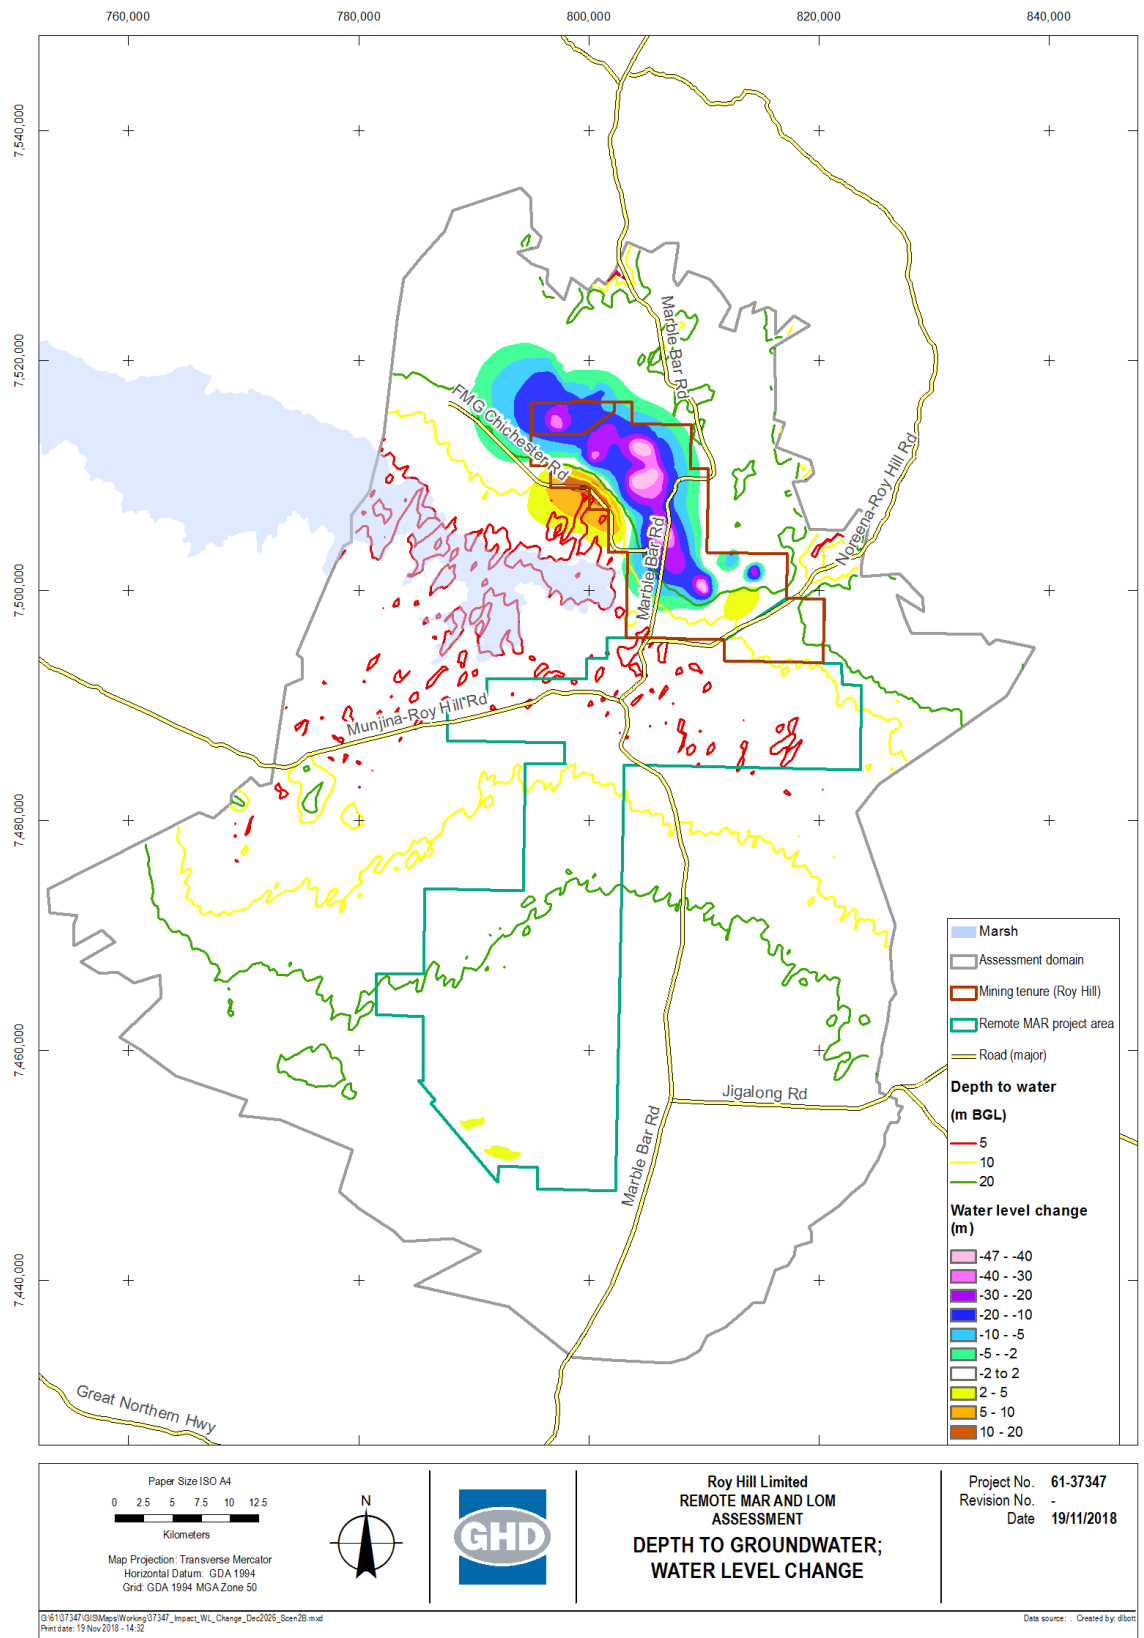 760,000
780,000
800,000
820,000
840,000
7,540,000
7,520,000
7,500,000
7,480,000
7,460,000
7,440,000
Marble Bar Rd
FMG Chichester Rd
Noreena-Roy Hill Rd
Marble Bar Rd
Munjina-Roy Hill Rd
Jigalong Rd
Marble Bar Rd
Great Northern Hwy
Marsh
Assessment domain
Mining tenure (Roy Hill)
Remote MAR project area
Road (major)
Depth to water
(m BGL)
5
10
20
Water level change
(m)
-47 - -40
-40 - -30
-30 - -20
-20 - -10
-10 - -5
-5 - -2
-2 to 2
2 - 5
5 - 10
10 - 20
Paper Size ISO A4
0 2.5 5 7.5 10 12.5
Kilometers
Map Projection: Transverse Mercator
Horizontal Datum: GDA 1994
Grid: GDA 1994 MGA Zone 50
N
GHD
Roy Hill Limited
REMOTE MAR AND LOM
ASSESSMENT
DEPTH TO GROUNDWATER;
WATER LEVEL CHANGE
Project No. 61-37347
Revision No. -
Date 19/11/2018
G:\61\37347\GIS\Maps\Working\37347_Impact_WL_Change_Dec2026_Scen2B.mxd
Print date: 19 Nov 2018 - 14:32
Data source: . Created by: dlbott